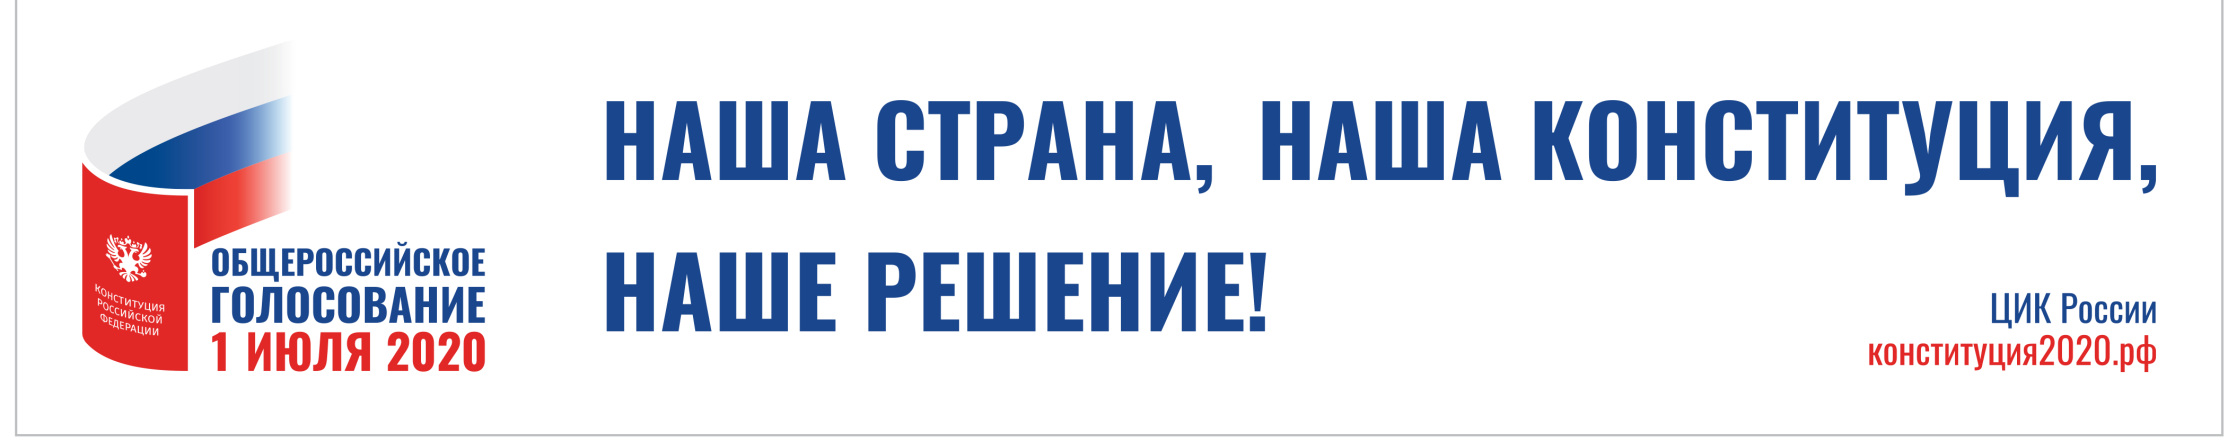 КОНСТИТУЦИЯ
РОССИЙСКОЙ
ФЕДЕРАЦИИ
ОБЩЕРОССИЙСКОЕ
ГОЛОСОВАНИЕ
1 ИЮЛЯ 2020
НАША СТРАНА, НАША КОНСТИТУЦИЯ,
НАШЕ РЕШЕНИЕ!
ЦИК России
конституция2020.рф